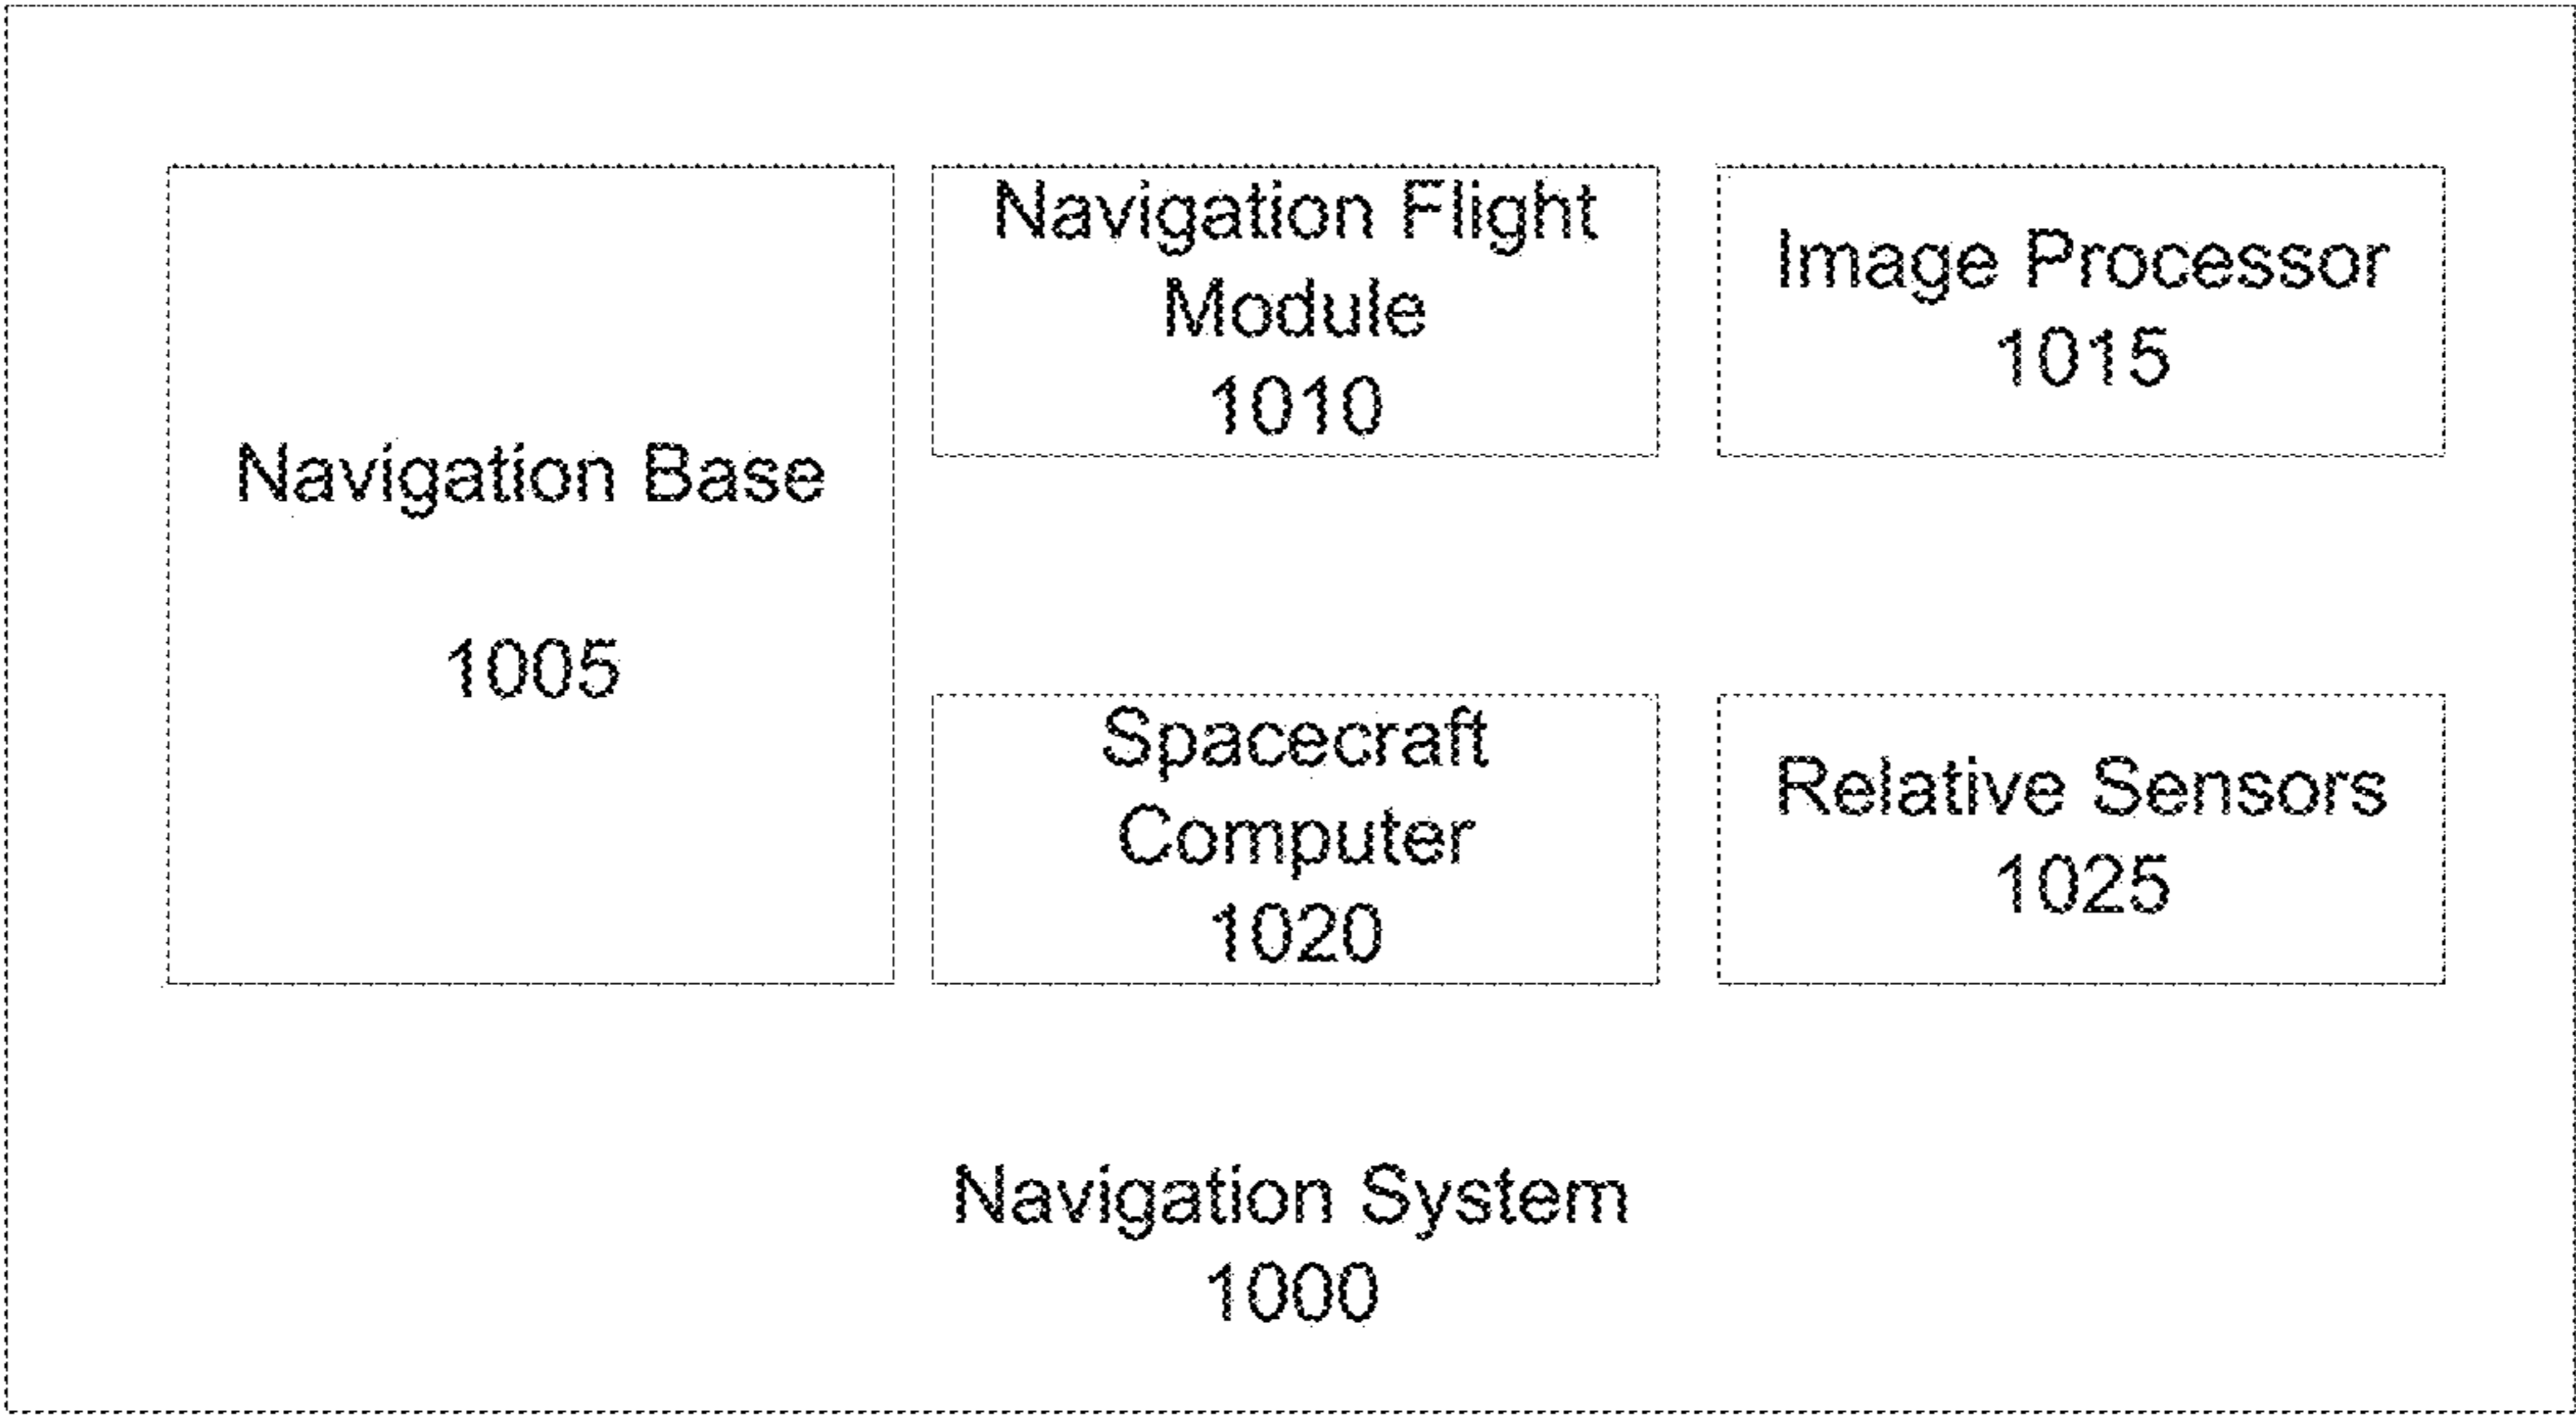 Navigation Base
1005
Navigation Flight
Module
1010
Image Processor
1015
Spacecraft
Computer
1020
Relative Sensors
1025
Navigation System
1000